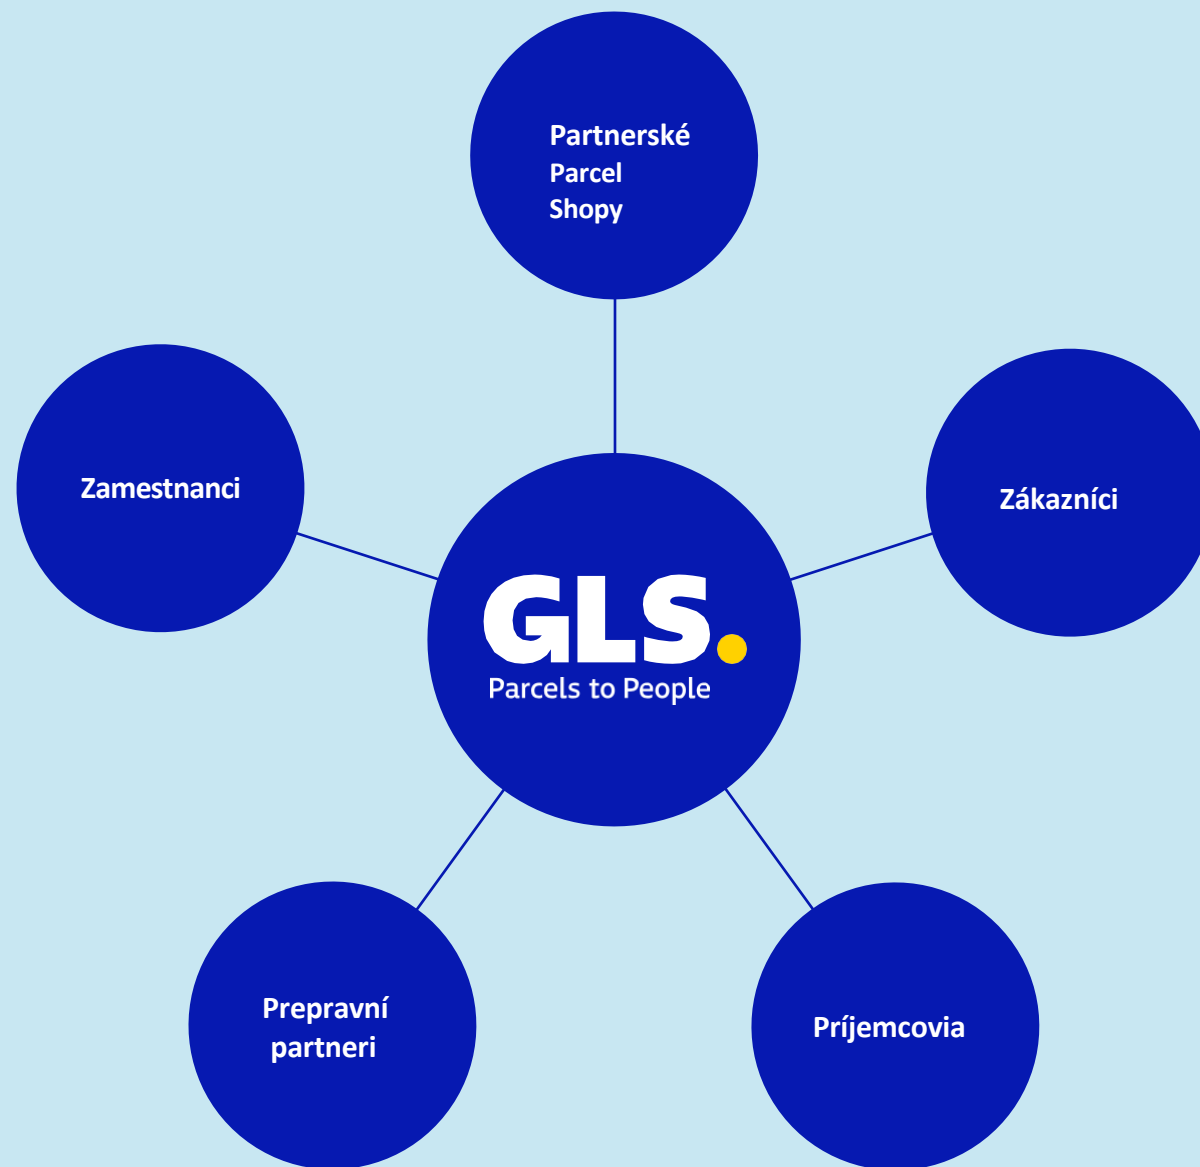 Partnerské
Parcel
Shopy
Zamestnanci
Zákazníci
GLS.
Parcels to People
Prepravní
partneri
Príjemcovia